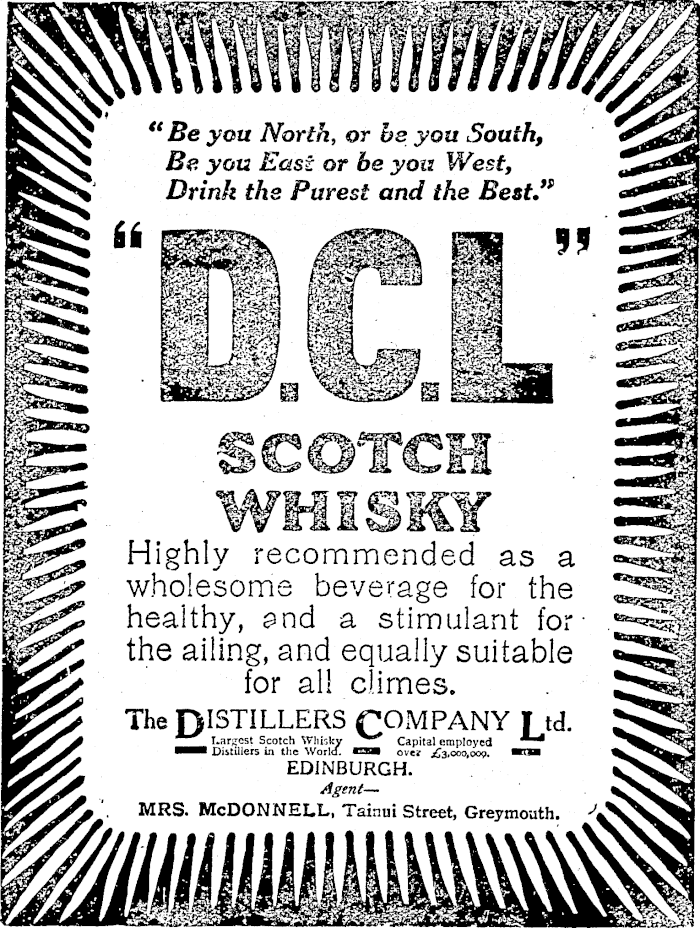 “Be you North, or be you South,
Be you East or be you West,
Drink the Purest and the Best.”
“D.C.L”
SCOTCH
WHISKY
Highly recommended as a
wholesome beverage for the
healthy, and a stimulant for
the ailing, and equally suitable
for all climes.
The DISTILLERS COMPANY Ltd.
Largest Scotch Whisky
Distillers in the World.
Capital employed
over £3,000,000.
EDINBURGH.
Agent—
MRS. McDONNELL, Tainui Street, Greymouth.